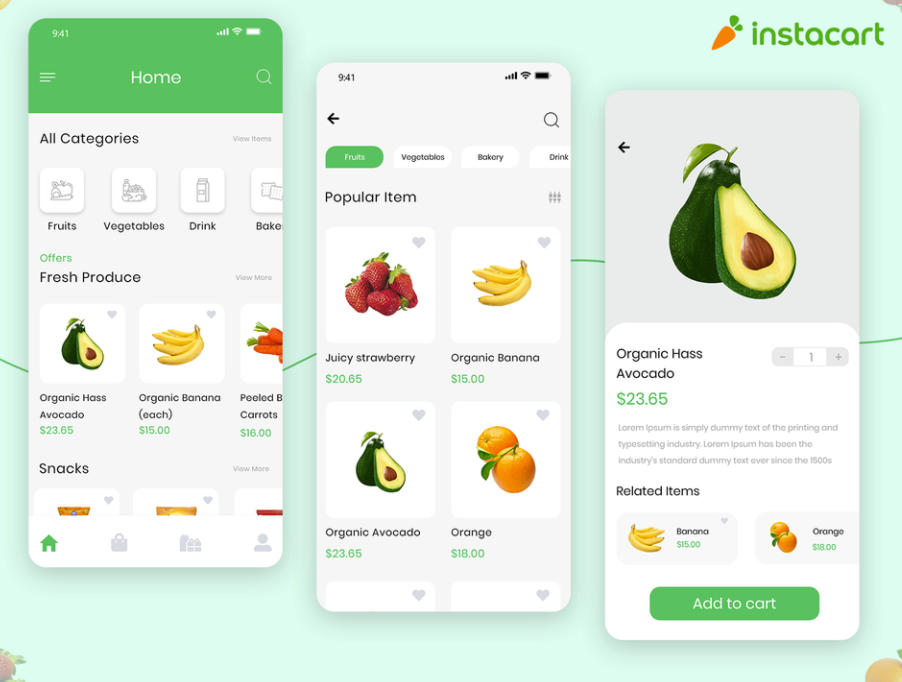 instacart
9:41
Home
All Categories
View Items
Fruits
Vegetables
Drink
Bake
Offers
Fresh Produce
View More
Organic Hass
Avocado
$23.65
Organic Banana
(each)
$15.00
Peeled B
Carrots
$16.00
Snacks
View More
9:41
Fruits
Vegetables
Bakery
Drink
Popular Item
Juicy strawberry
$20.65
Organic Banana
$15.00
Organic Avocado
$23.65
Orange
$18.00
Organic Hass
Avocado
- 1 +
$23.65
Lorem Ipsum is simply dummy text of the printing and
typesetting industry. Lorem Ipsum has been the
industry's standard dummy text ever since the 1500s
Related Items
Banana
$15.00
Orange
$18.00
Add to cart